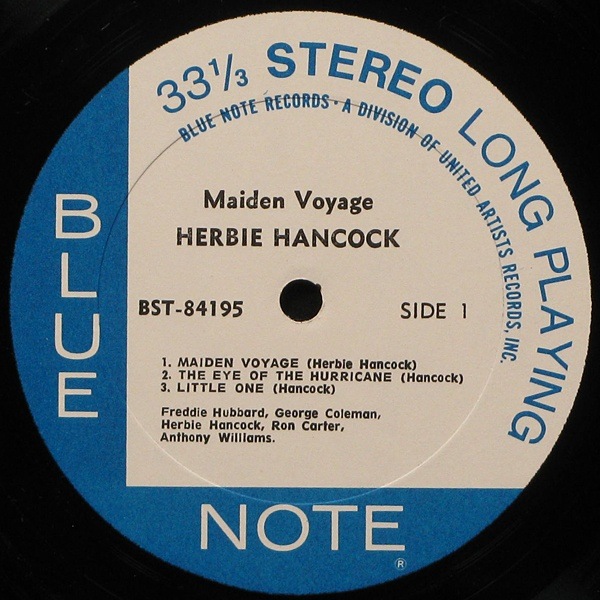 33⅓ STEREO LONG PLAYING
BLUE NOTE RECORDS · A DIVISION OF UNITED ARTISTS RECORDS, INC.
Maiden Voyage
HERBIE HANCOCK
BST-84195 SIDE 1
1. MAIDEN VOYAGE (Herbie Hancock)
2. THE EYE OF THE HURRICANE (Hancock)
3. LITTLE ONE (Hancock)
Freddie Hubbard, George Coleman,
Herbie Hancock, Ron Carter,
Anthony Williams.
BLUE
NOTE
®